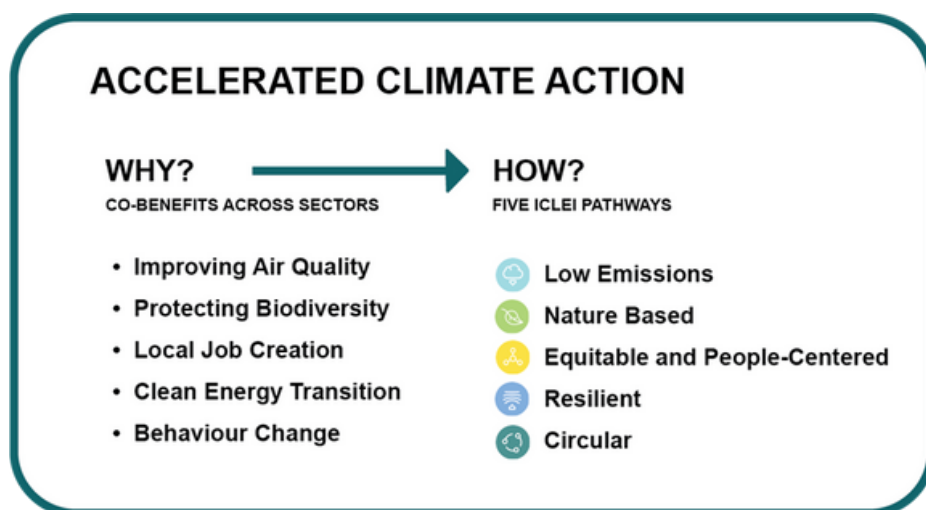 ACCELERATED CLIMATE ACTION
WHY?
CO-BENEFITS ACROSS SECTORS
• Improving Air Quality
• Protecting Biodiversity
• Local Job Creation
• Clean Energy Transition
• Behaviour Change
HOW?
FIVE ICLEI PATHWAYS
Low Emissions
Nature Based
Equitable and People-Centered
Resilient
Circular